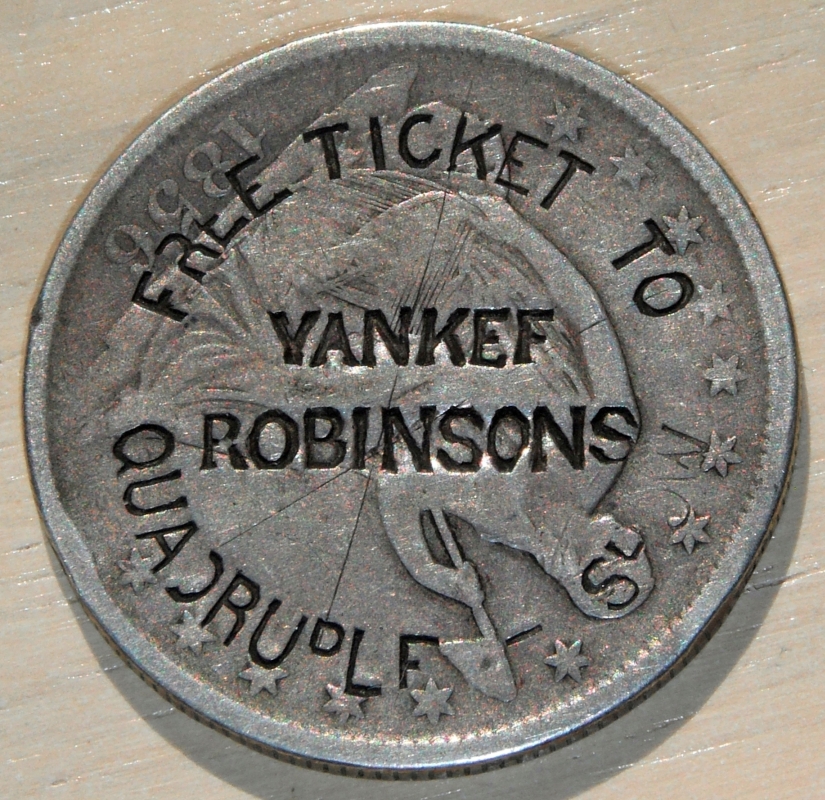 FREE TICKET TO
YANKEF
ROBINSONS
QUADRUPLE
S
1856